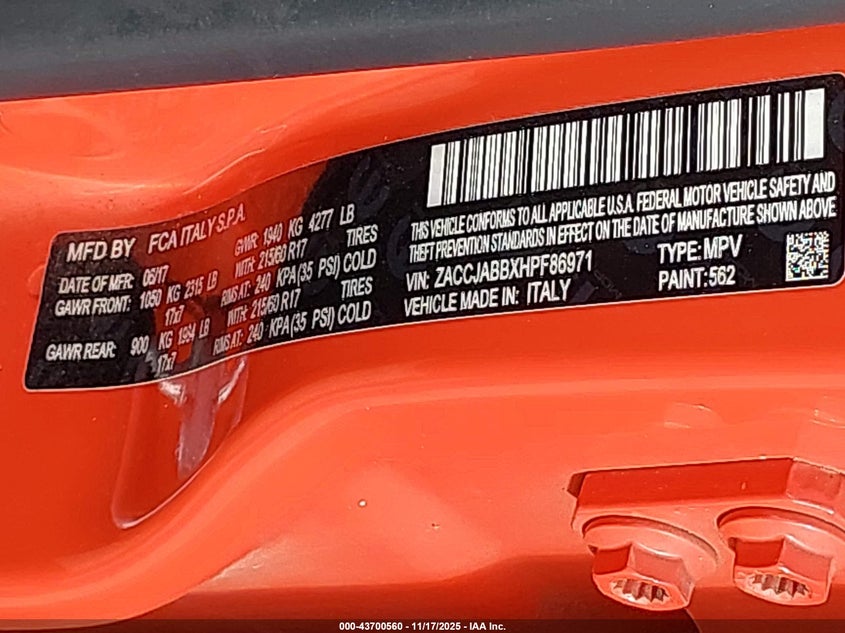 MFD BY FCA ITALY S.P.A.
DATE OF MFR: 06/17 GVWR: 1940 KG 4277 LB
GAWR FRONT: 1050 KG 2315 LB WITH: 215/60 R17 TIRES
17x7 RIMS AT: 240 KPA(35 PSI) COLD
GAWR REAR: 900 KG 1984 LB WITH: 215/60 R17 TIRES
17x7 RIMS AT: 240 KPA(35 PSI) COLD
THIS VEHICLE CONFORMS TO ALL APPLICABLE U.S.A. FEDERAL MOTOR VEHICLE SAFETY AND
THEFT PREVENTION STANDARDS IN EFFECT ON THE DATE OF MANUFACTURE SHOWN ABOVE
VIN: ZACCJABBXHPF86971 TYPE: MPV
VEHICLE MADE IN: ITALY PAINT: 562
000-43700560 - 11/17/2025 - IAA Inc.